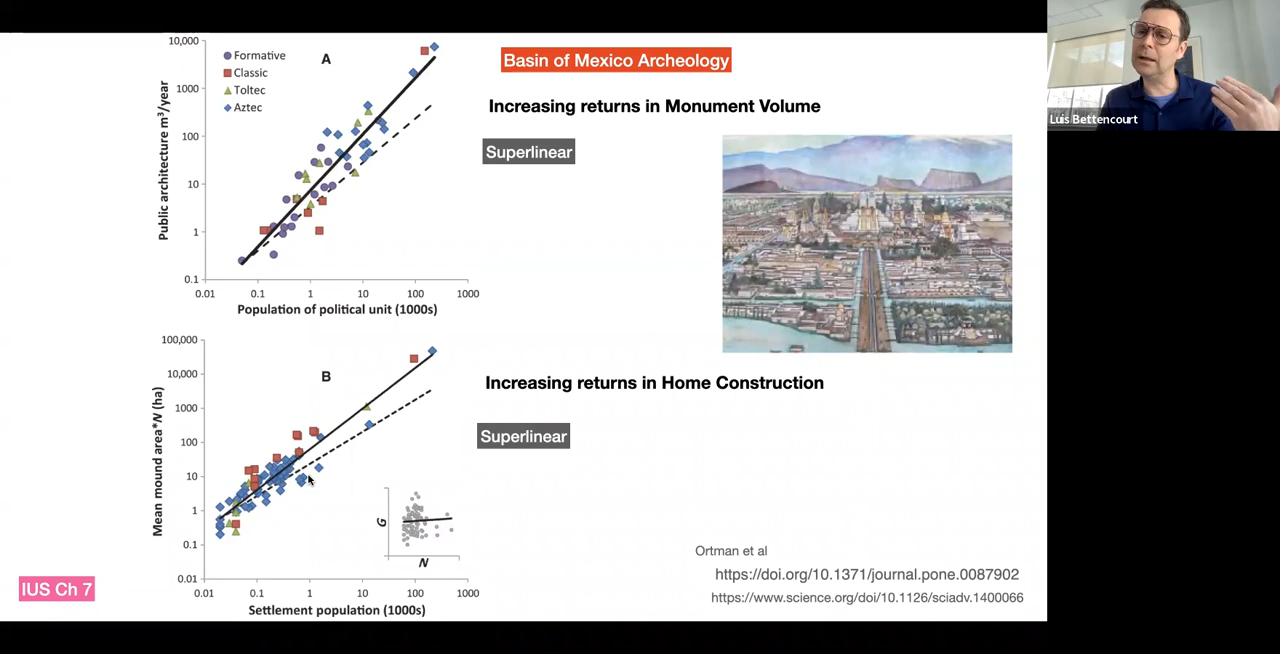 Basin of Mexico Archeology
Increasing returns in Monument Volume
Superlinear
A
Formative
Classic
Toltec
Aztec
Public architecture m³/year
10,000
1000
100
10
1
0.1
0.01 0.1 1 10 100 1000
Population of political unit (1000s)
Increasing returns in Home Construction
Superlinear
B
Mean mound area*N (ha)
100,000
10,000
1000
100
10
1
0.1
0.01
0.01 0.1 1 10 100 1000
Settlement population (1000s)
G
N
Ortman et al
https://doi.org/10.1371/journal.pone.0087902
https://www.science.org/doi/10.1126/sciadv.1400066
IUS Ch 7
Luis Bettencourt